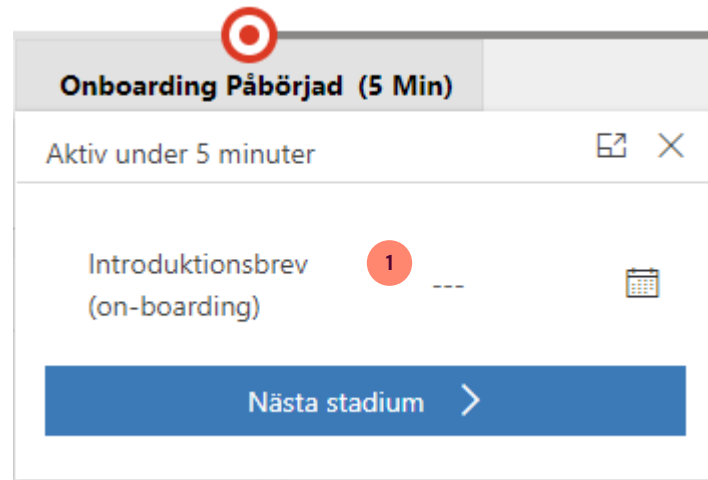 Onboarding Påbörjad (5 Min)
Aktiv under 5 minuter
Introduktionsbrev
(on-boarding)
1
---
Nästa stadium